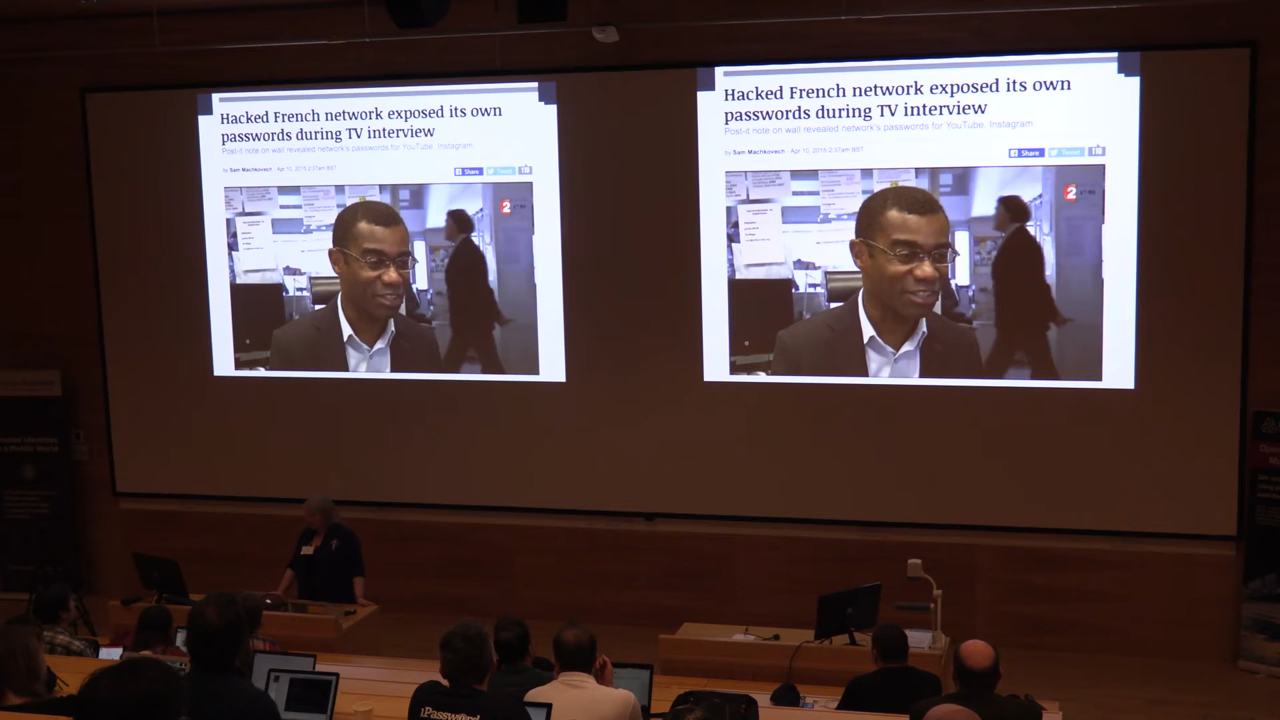 Hacked French network exposed its own
passwords during TV interview
Post-it note on wall revealed network's passwords for YouTube, Instagram
by Sam Machkovech - Apr 10, 2015 2:37am BST
Share
Tweet
2
Hacked French network exposed its own
passwords during TV interview
Post-it note on wall revealed network's passwords for YouTube, Instagram
by Sam Machkovech - Apr 10, 2015 2:37am BST
Share
Tweet
2
1Password